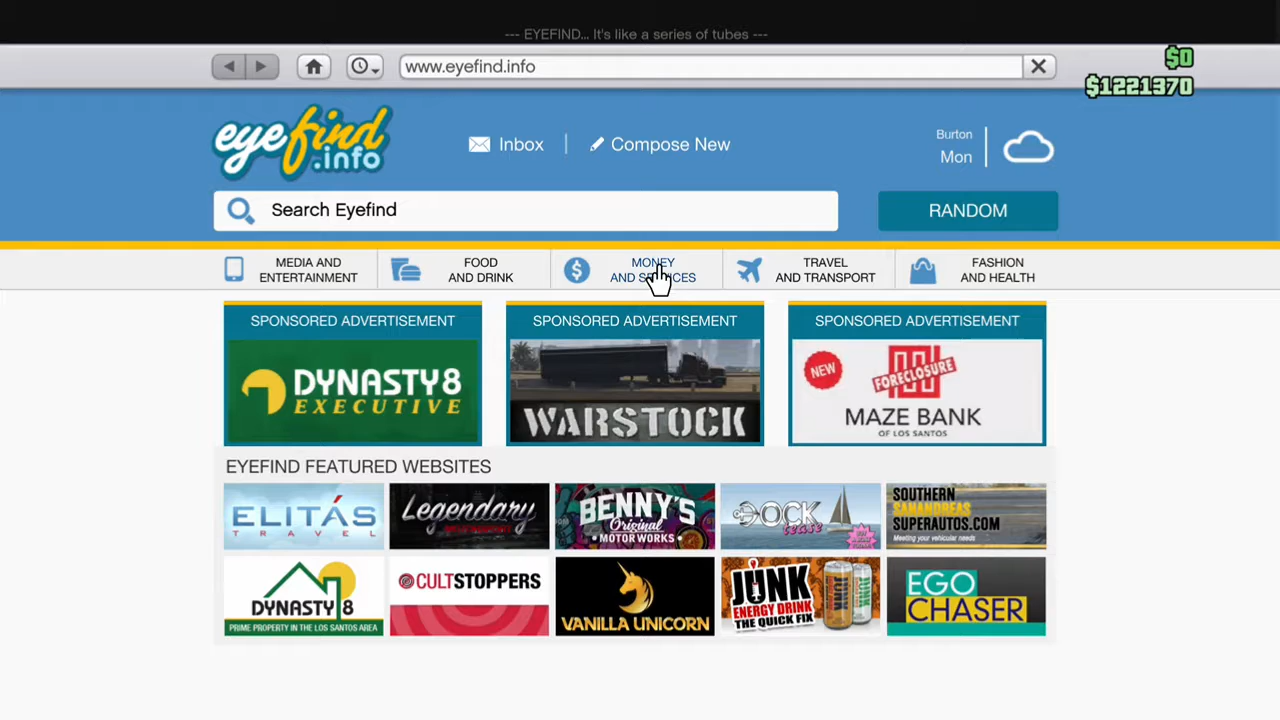 --- EYEFIND... It's like a series of tubes ---
www.eyefind.info
$0
$1221370
eyefind
.info
Inbox
Compose New
Burton
Mon
Search Eyefind
RANDOM
MEDIA AND
ENTERTAINMENT
FOOD
AND DRINK
MONEY
AND
TRAVEL
AND TRANSPORT
FASHION
AND HEALTH
SPONSORED ADVERTISEMENT
DYNASTY 8
EXECUTIVE
SPONSORED ADVERTISEMENT
WARSTOCK
SPONSORED ADVERTISEMENT
NEW
FORECLOSURE
MAZE BANK
OF LOS SANTOS
EYEFIND FEATURED WEBSITES
ELITÁS
TRAVEL
Legendary
BENNY'S
Original
MOTOR WORKS
DOCK
tease
SOUTHERN
SANANDREAS
SUPERAUTOS.COM
Meeting your vehicular needs
DYNASTY 8
PRIME PROPERTY IN THE LOS SANTOS AREA
CULTSTOPPERS
VANILLA UNICORN
JUNK
ENERGY DRINK
THE QUICK FIX
EGO
CHASER